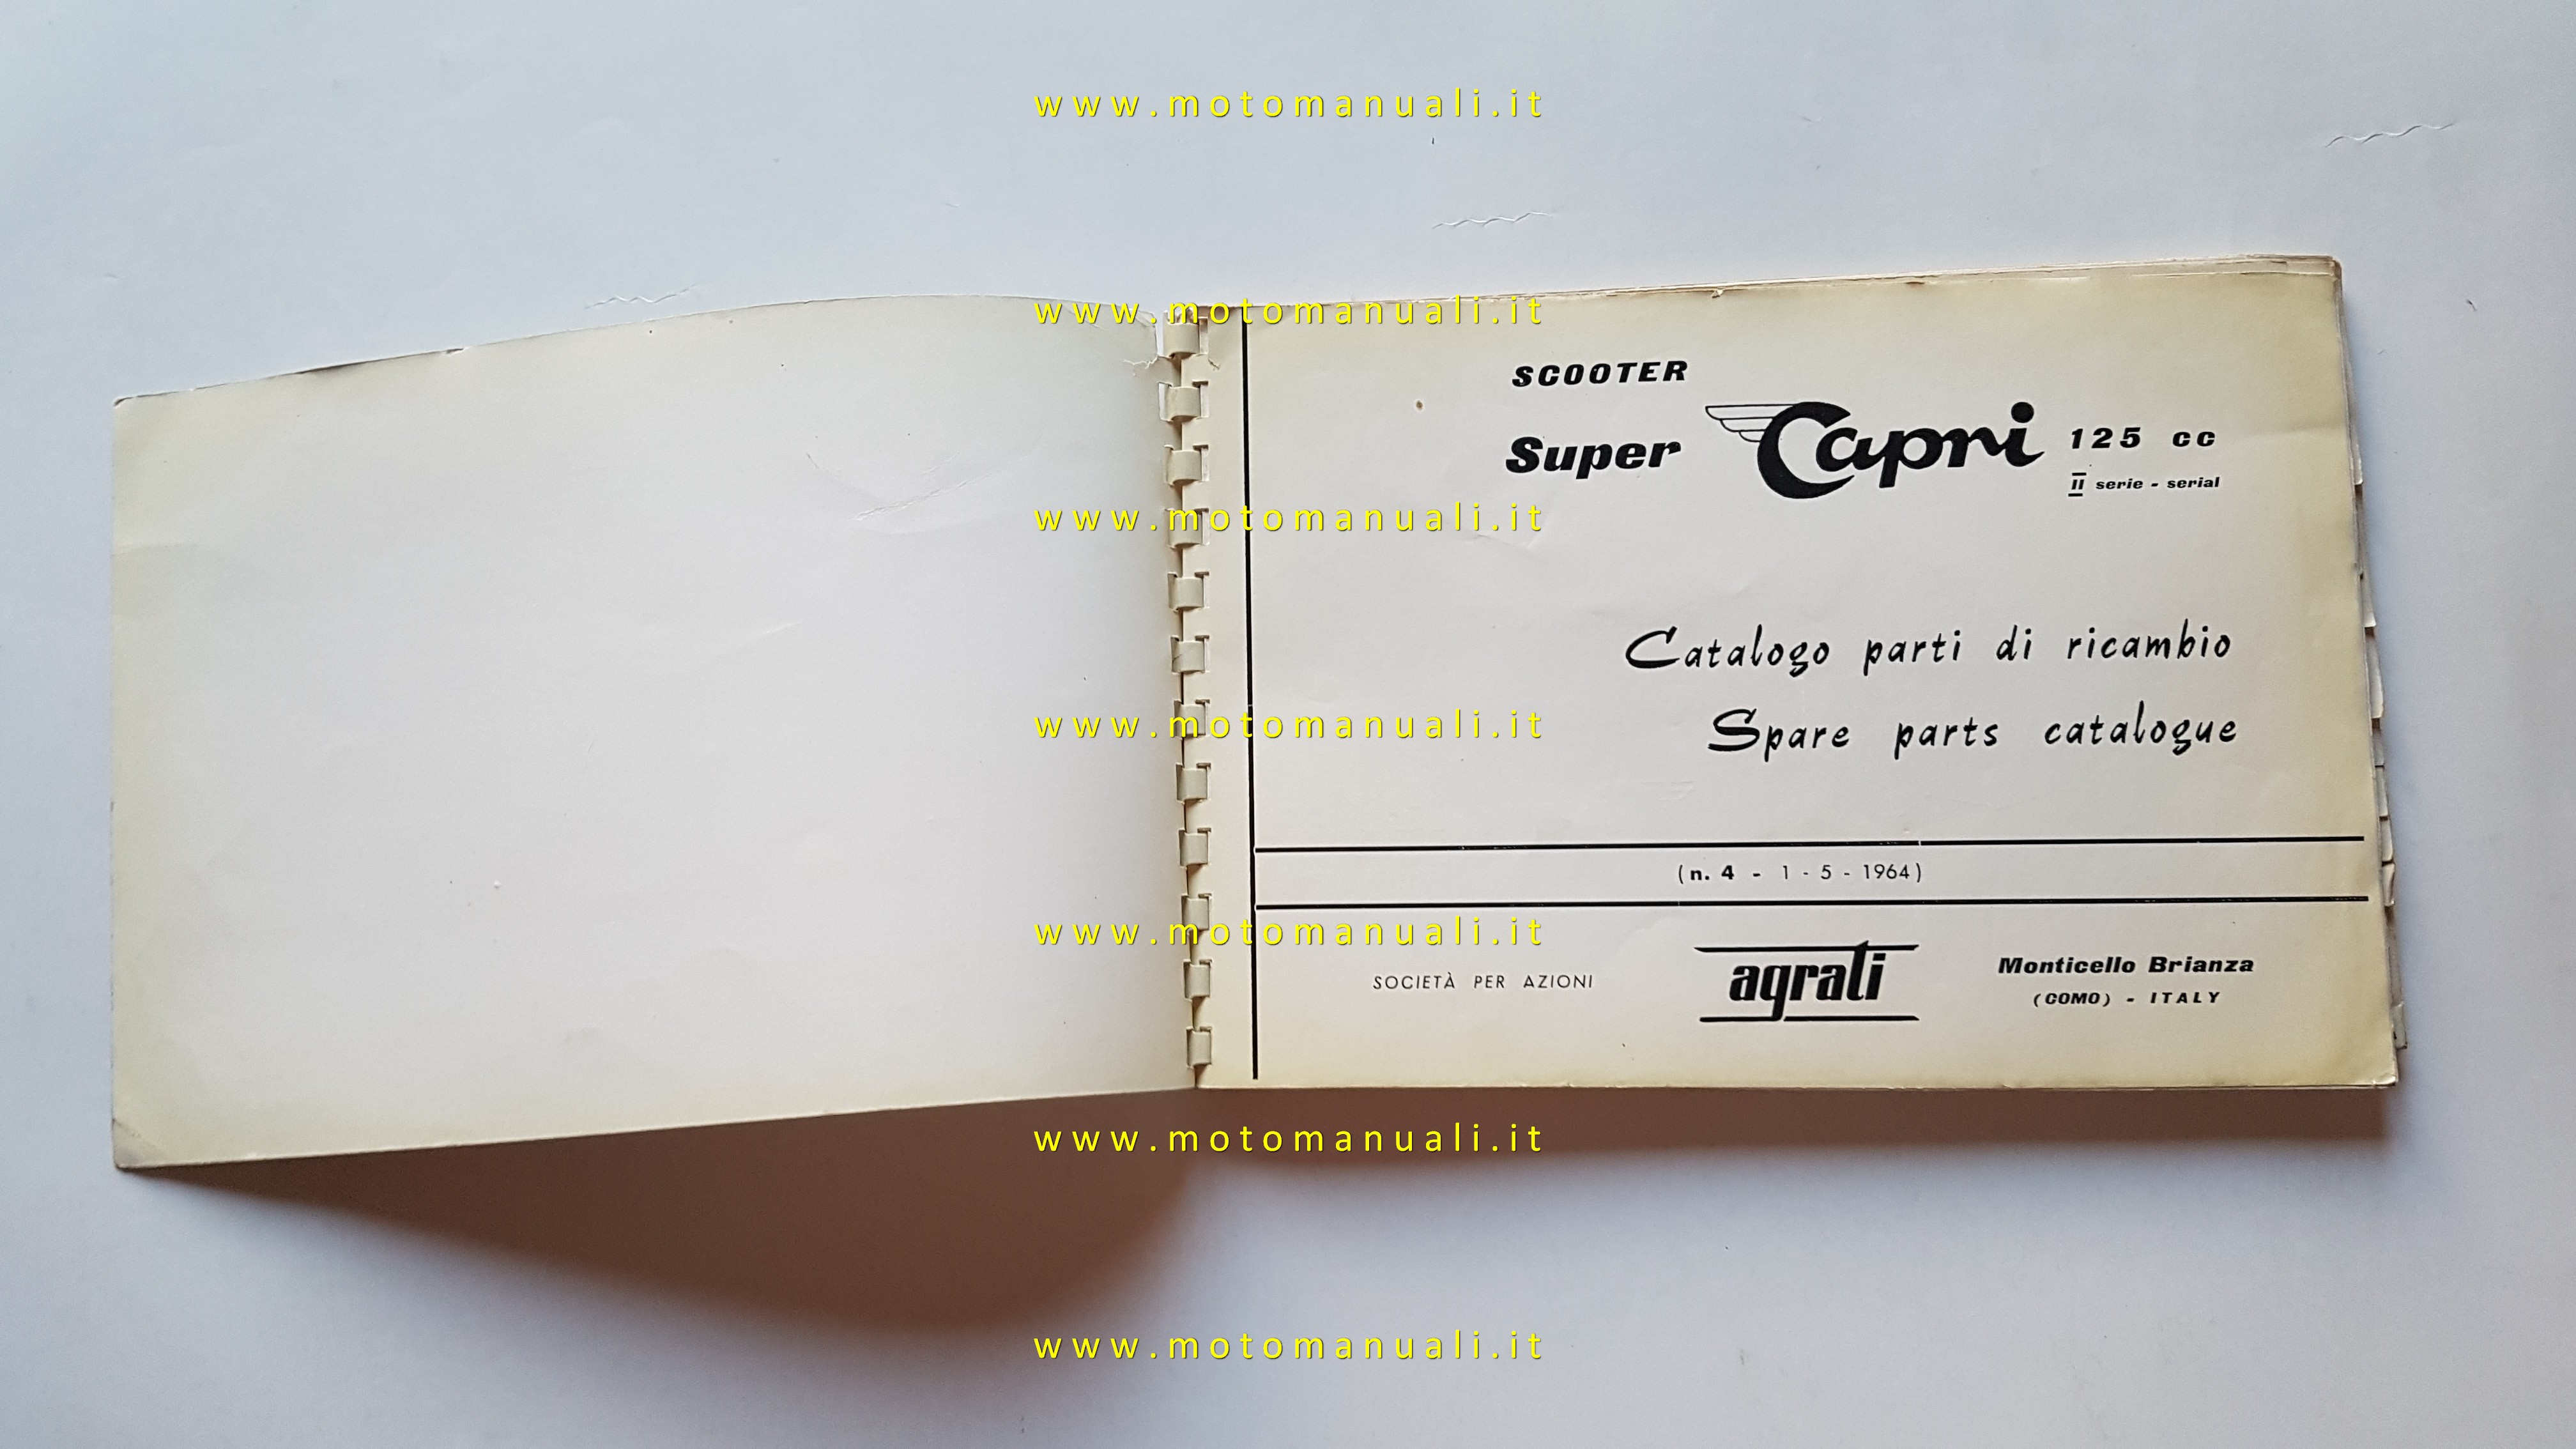 www.motomanuali.it
www.motomanuali.it
SCOOTER
Super Capri 125 cc
II serie - serial
www.motomanuali.it
Catalogo parti di ricambio
Spare parts catalogue
www.motomanuali.it
(n. 4 - 1 - 5 - 1964)
www.motomanuali.it
SOCIETÀ PER AZIONI agrati Monticello Brianza
(COMO) - ITALY
www.motomanuali.it
www.motomanuali.it